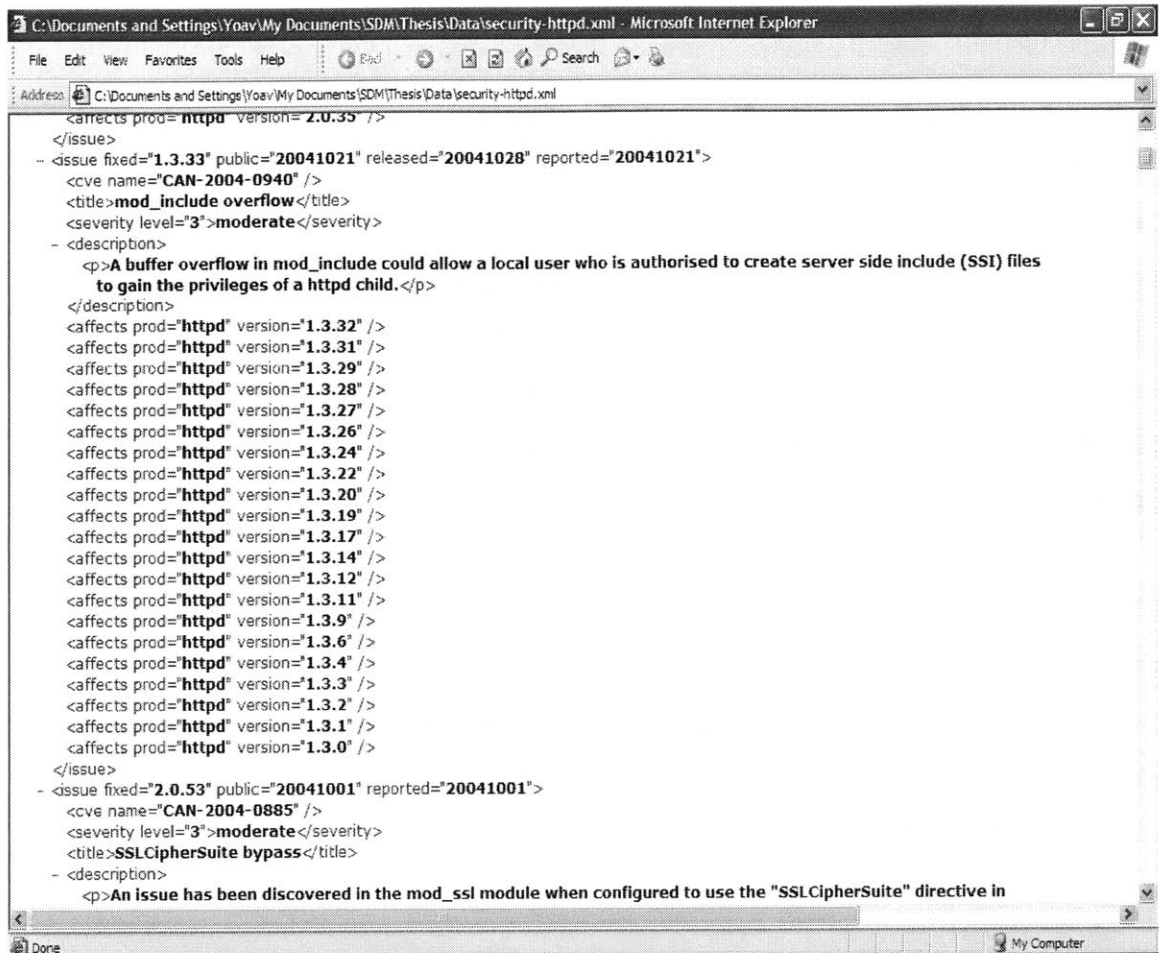 C:\Documents and Settings\Yoav\My Documents\SDM\Thesis\Data\security-httpd.xml - Microsoft Internet Explorer
File Edit View Favorites Tools Help Back Search
Address C:\Documents and Settings\Yoav\My Documents\SDM\Thesis\Data\security-httpd.xml
<affects prod="httpd" version="2.0.35" />
</issue>
- <issue fixed="1.3.33" public="20041021" released="20041028" reported="20041021">
<cve name="CAN-2004-0940" />
<title>mod_include overflow</title>
<severity level="3">moderate</severity>
- <description>
<p>A buffer overflow in mod_include could allow a local user who is authorised to create server side include (SSI) files
to gain the privileges of a httpd child.</p>
</description>
<affects prod="httpd" version="1.3.32" />
<affects prod="httpd" version="1.3.31" />
<affects prod="httpd" version="1.3.29" />
<affects prod="httpd" version="1.3.28" />
<affects prod="httpd" version="1.3.27" />
<affects prod="httpd" version="1.3.26" />
<affects prod="httpd" version="1.3.24" />
<affects prod="httpd" version="1.3.22" />
<affects prod="httpd" version="1.3.20" />
<affects prod="httpd" version="1.3.19" />
<affects prod="httpd" version="1.3.17" />
<affects prod="httpd" version="1.3.14" />
<affects prod="httpd" version="1.3.12" />
<affects prod="httpd" version="1.3.11" />
<affects prod="httpd" version="1.3.9" />
<affects prod="httpd" version="1.3.6" />
<affects prod="httpd" version="1.3.4" />
<affects prod="httpd" version="1.3.3" />
<affects prod="httpd" version="1.3.2" />
<affects prod="httpd" version="1.3.1" />
<affects prod="httpd" version="1.3.0" />
</issue>
- <issue fixed="2.0.53" public="20041001" reported="20041001">
<cve name="CAN-2004-0885" />
<severity level="3">moderate</severity>
<title>SSLCipherSuite bypass</title>
- <description>
<p>An issue has been discovered in the mod_ssl module when configured to use the "SSLCipherSuite" directive in
Done My Computer